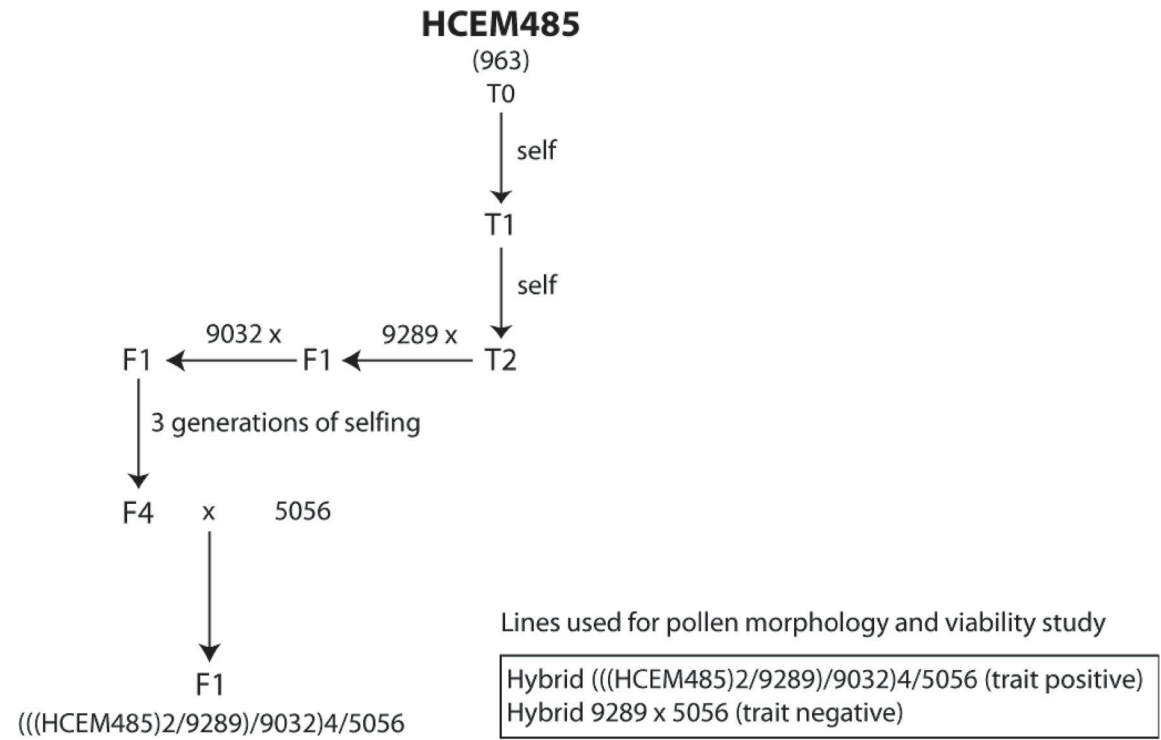 HCEM485
(963)
T0
self
T1
self
9032 x 9289 x
F1 F1 T2
3 generations of selfing
F4 x 5056
Lines used for pollen morphology and viability study
Hybrid (((HCEM485)2/9289)/9032)4/5056 (trait positive)
Hybrid 9289 x 5056 (trait negative)
F1
(((HCEM485)2/9289)/9032)4/5056